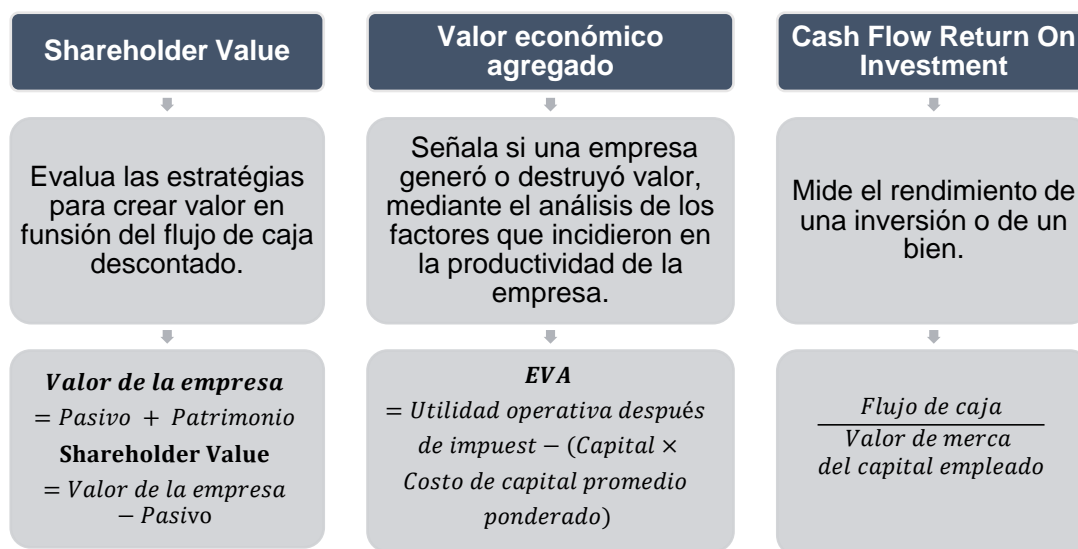 Shareholder Value
Evalua las estratégias
para crear valor en
funsión del flujo de caja
descontado.
Valor de la empresa
= Pasivo + Patrimonio
Shareholder Value
= Valor de la empresa
− Pasivo
Valor económico
agregado
Señala si una empresa
generó o destruyó valor,
mediante el análisis de los
factores que incidieron en
la productividad de la
empresa.
EVA
= Utilidad operativa después
de impuest − (Capital ×
Costo de capital promedio
ponderado)
Cash Flow Return On
Investment
Mide el rendimiento de
una inversión o de un
bien.
Flujo de caja
Valor de merca
del capital empleado